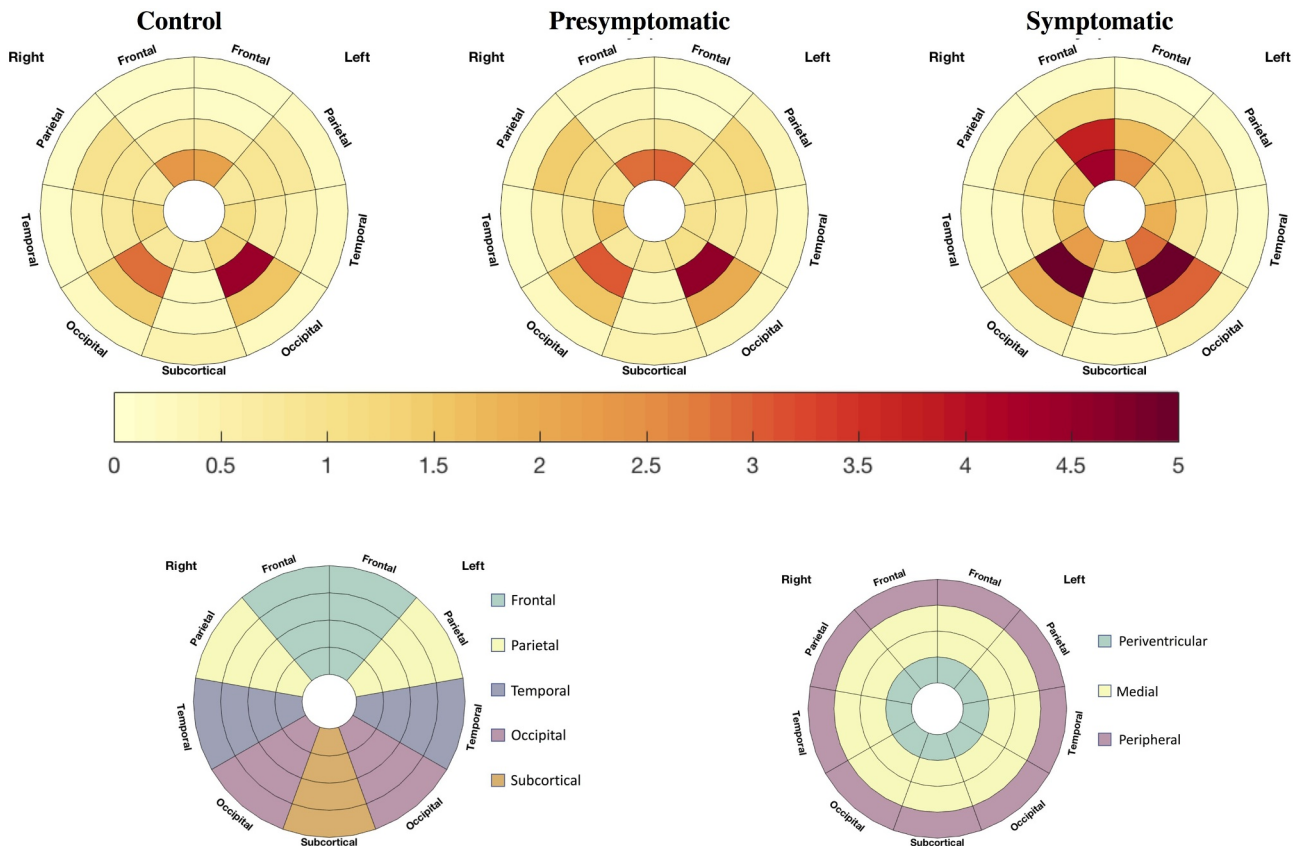 Control
Presymptomatic
Symptomatic
Right
Frontal
Frontal
Left
Parietal
Parietal
Temporal
Temporal
Occipital
Occipital
Subcortical
Right
Frontal
Frontal
Left
Parietal
Parietal
Temporal
Temporal
Occipital
Occipital
Subcortical
Right
Frontal
Frontal
Left
Parietal
Parietal
Temporal
Temporal
Occipital
Occipital
Subcortical
0 0.5 1 1.5 2 2.5 3 3.5 4 4.5 5
Right
Frontal
Frontal
Left
Parietal
Parietal
Temporal
Temporal
Occipital
Occipital
Subcortical
Frontal
Parietal
Temporal
Occipital
Subcortical
Right
Frontal
Frontal
Left
Parietal
Parietal
Temporal
Temporal
Occipital
Occipital
Subcortical
Periventricular
Medial
Peripheral